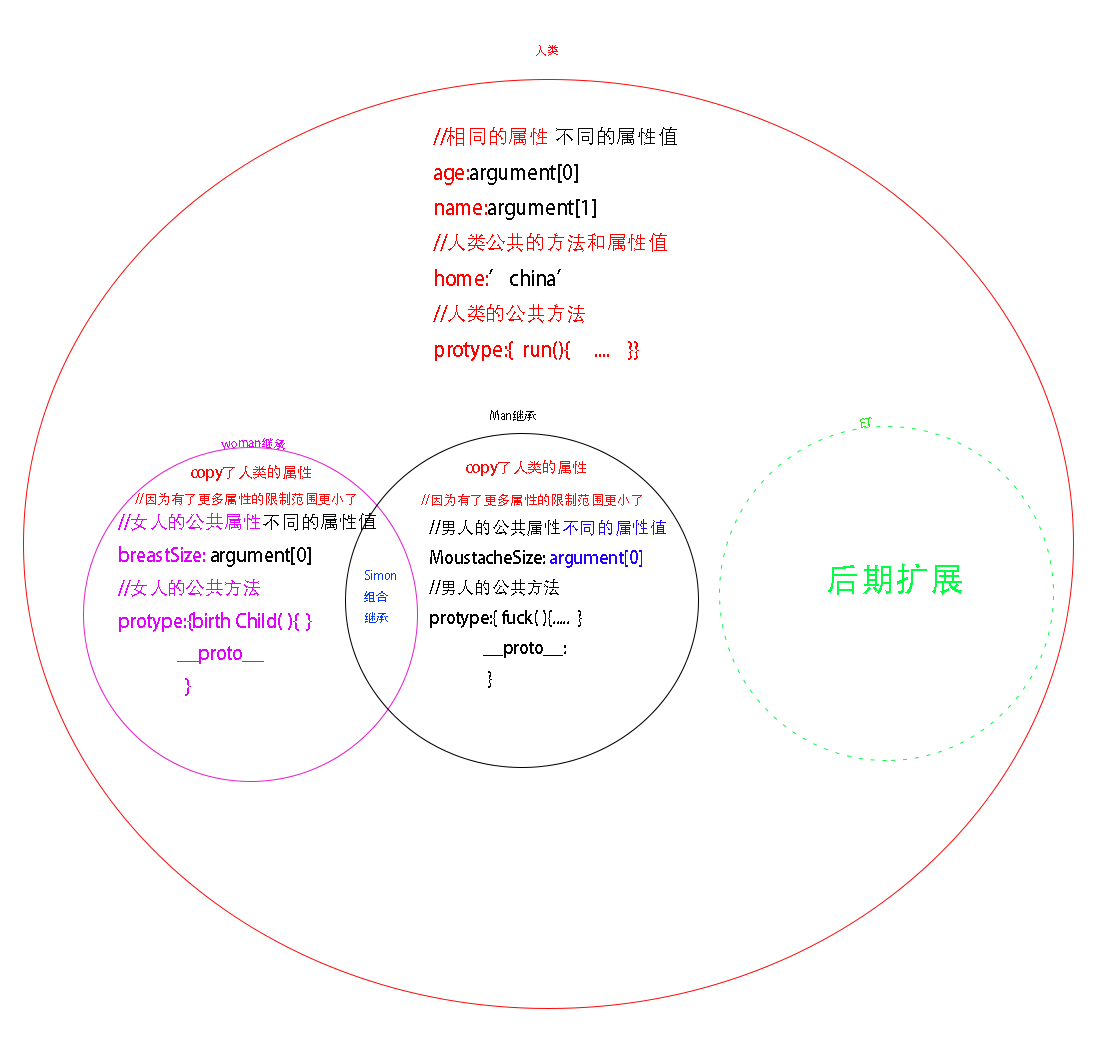 人类
//相同的属性 不同的属性值
age:argument[0]
name:argument[1]
//人类公共的方法和属性值
home:′ china′
//人类的公共方法
protype:{ run(){ .... }}
woman继承
copy了人类的属性
//因为有了更多属性的限制范围更小了
//女人的公共属性不同的属性值
breastSize: argument[0]
//女人的公共方法
protype:{birth Child( ){ }
__proto__
}
Simon
组合
继承
Man继承
copy了人类的属性
//因为有了更多属性的限制范围更小了
//男人的公共属性不同的属性值
MoustacheSize: argument[0]
//男人的公共方法
protype:{ fuck( ){..... }
__proto__:
}
ET
后期扩展